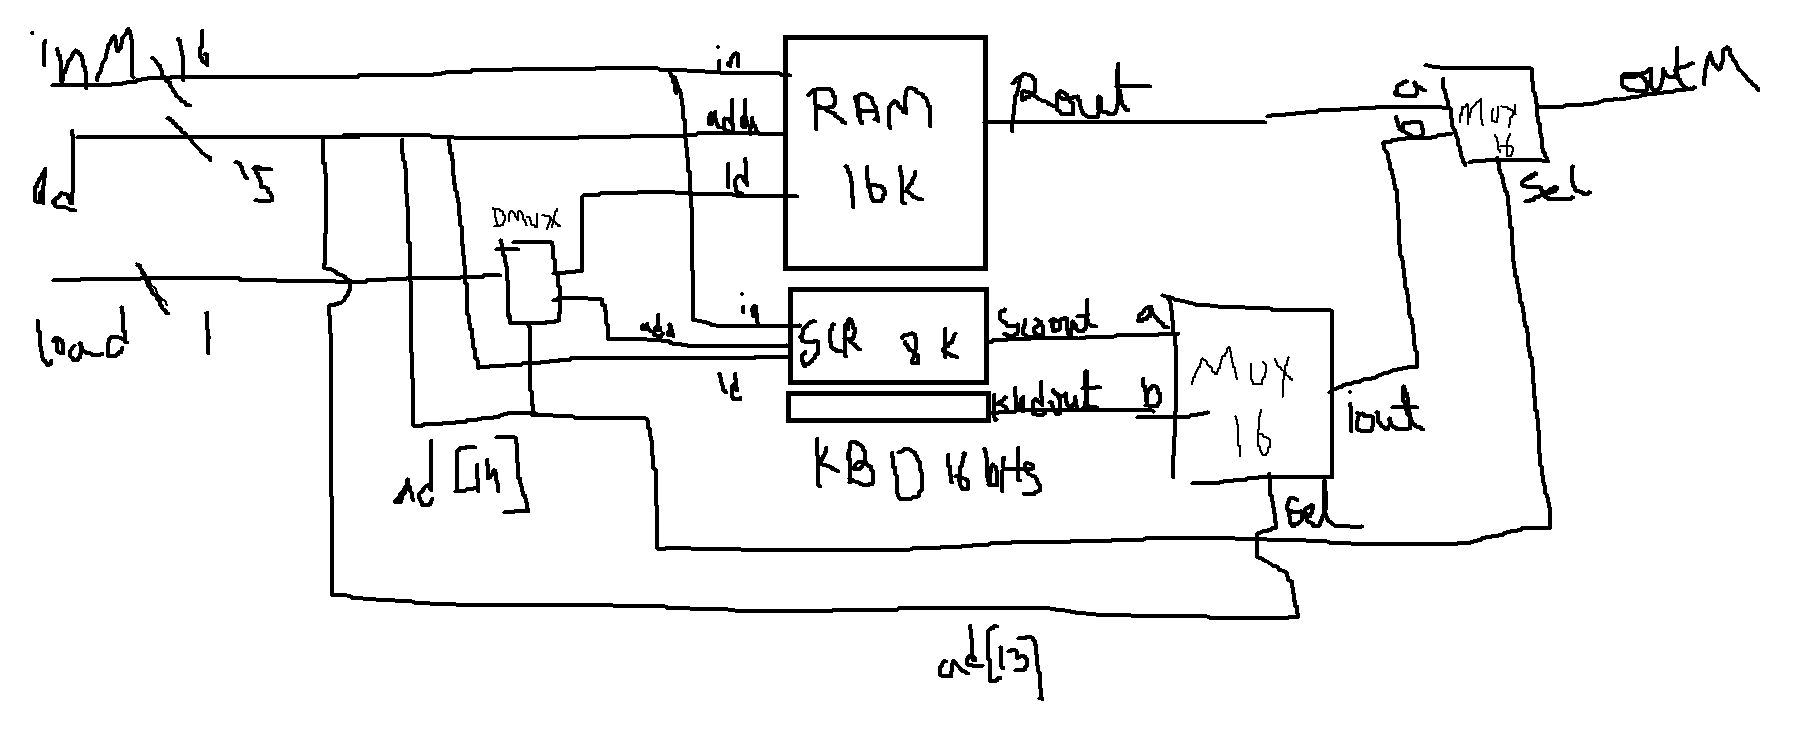 inM 16
ad 15
load 1
DMUX
in
addr
ld
RAM
16K
Rout
a
b
Mux
16
sel
outM
in
addr
ld
SCR 8K
Scrout
kbdout
KBD 16 bits
a
b
Mux
16
sel
iout
ad[14]
ad[13]